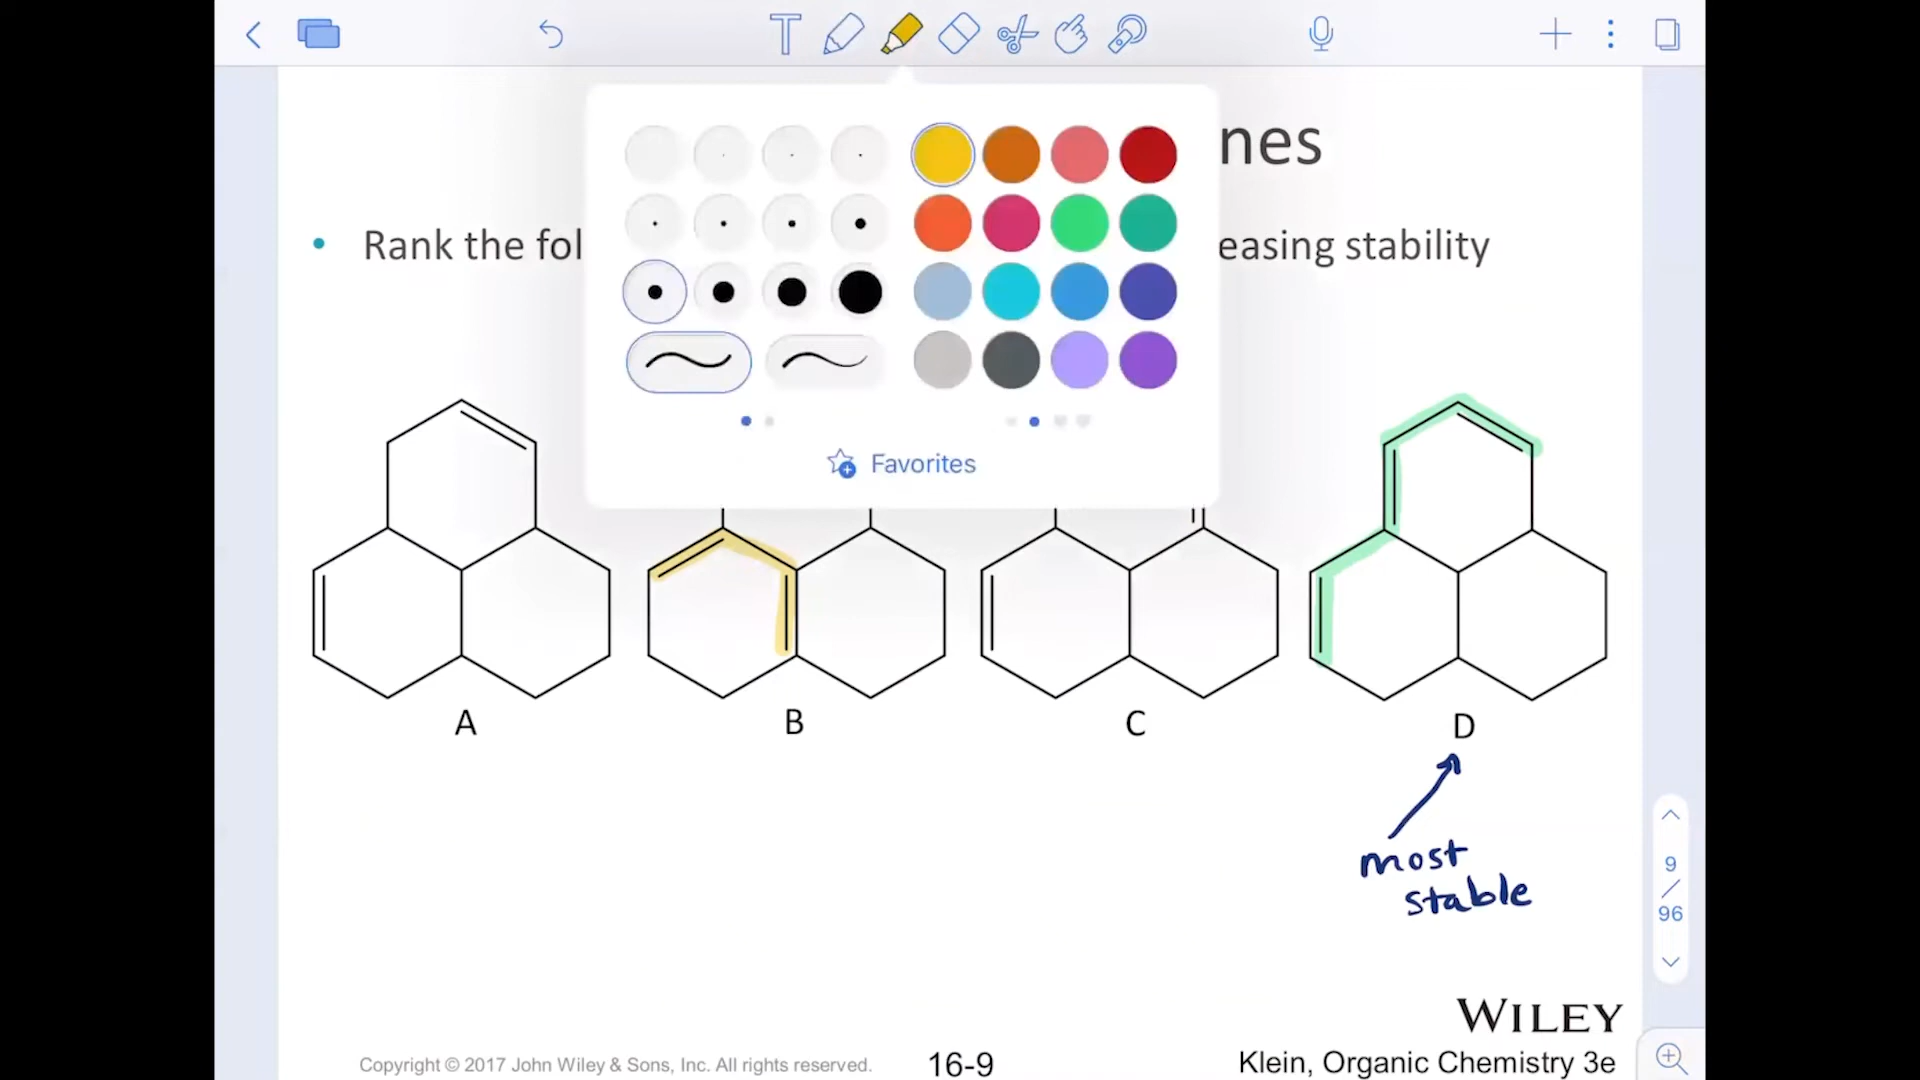 T
nes
• Rank the fol easing stability
Favorites
A B C D
most
stable
9
/
96
WILEY
Copyright © 2017 John Wiley & Sons, Inc. All rights reserved. 16-9 Klein, Organic Chemistry 3e